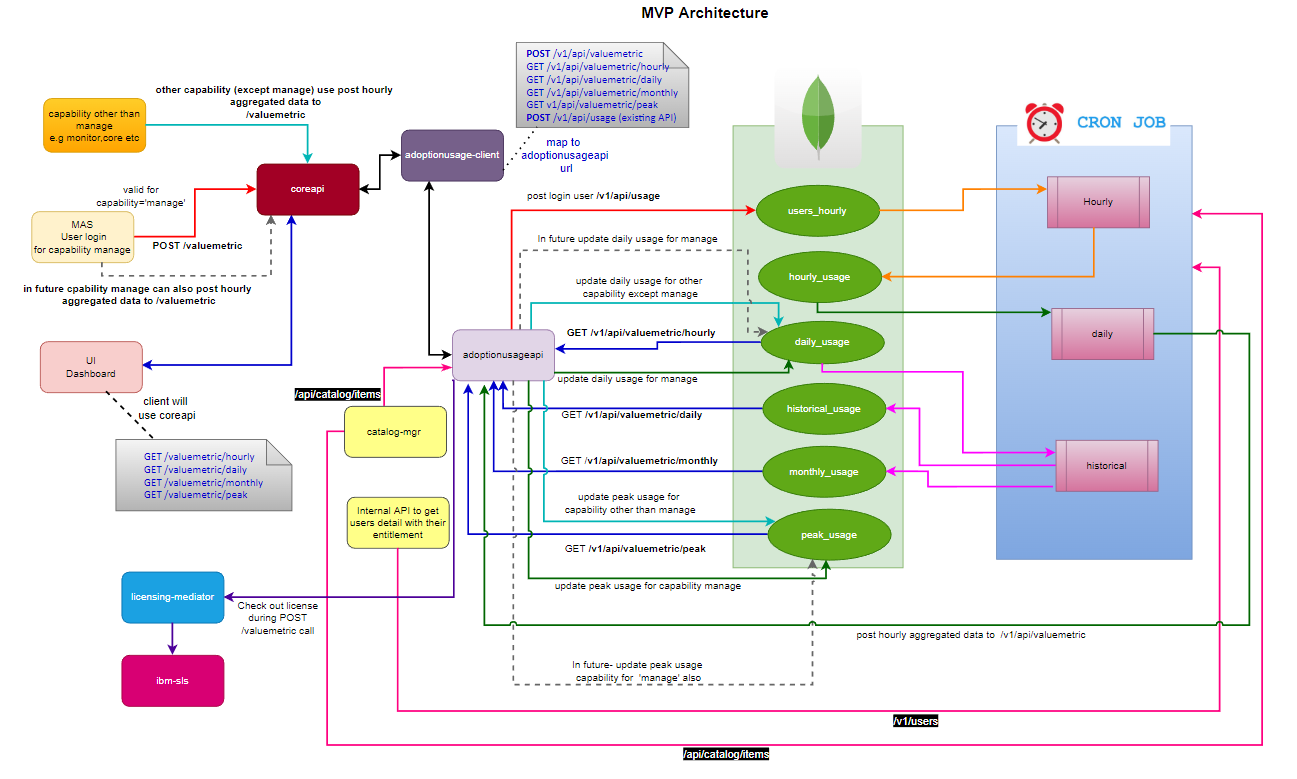 MVP Architecture
POST /v1/api/valuemetric
GET /v1/api/valuemetric/hourly
GET /v1/api/valuemetric/daily
GET /v1/api/valuemetric/monthly
GET v1/api/valuemetric/peak
POST /v1/api/usage (existing API)
other capability (except manage) use post hourly
aggregated data to
/valuemetric
capability other than
manage
e.g monitor,core etc
CRON JOB
adoptionusage-client
map to
adoptionusageapi
url
coreapi
valid for
capability='manage'
MAS
User login
for capability manage
POST /valuemetric
in future cpability manage can also post hourly
aggregated data to /valuemetric
post login user /v1/api/usage
users_hourly
Hourly
In future update daily usage for manage
hourly_usage
update daily usage for other
capability except manage
GET /v1/api/valuemetric/hourly
daily_usage
daily
UI
Dashboard
adoptionusageapi
update daily usage for manage
/api/catalog/items
client will
use coreapi
catalog-mgr
GET /v1/api/valuemetric/daily
historical_usage
GET /valuemetric/hourly
GET /valuemetric/daily
GET /valuemetric/monthly
GET /valuemetric/peak
GET /v1/api/valuemetric/monthly
monthly_usage
historical
Internal API to get
users detail with their
entitlement
update peak usage for
capability other than manage
peak_usage
GET /v1/api/valuemetric/peak
update peak usage for capability manage
licensing-mediator
Check out license
during POST
/valuemetric call
post hourly aggregated data to /v1/api/valuemetric
ibm-sls
In future- update peak usage
capability for 'manage' also
/v1/users
/api/catalog/items